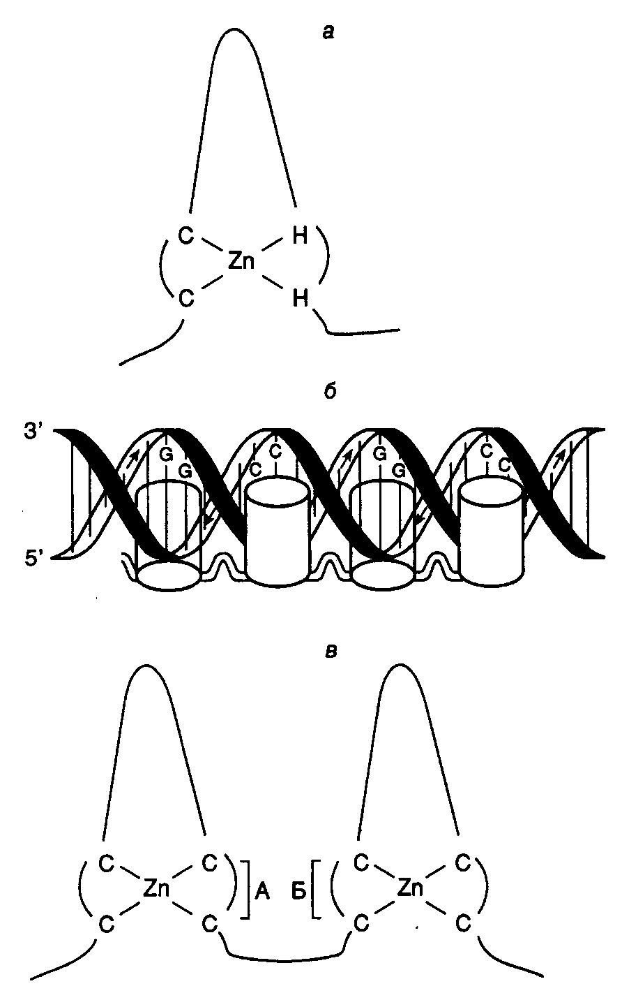 а
C H
Zn
C H
б
3' G G C C G G C C
5'
в
C C C C
Zn А Б Zn
C C C C